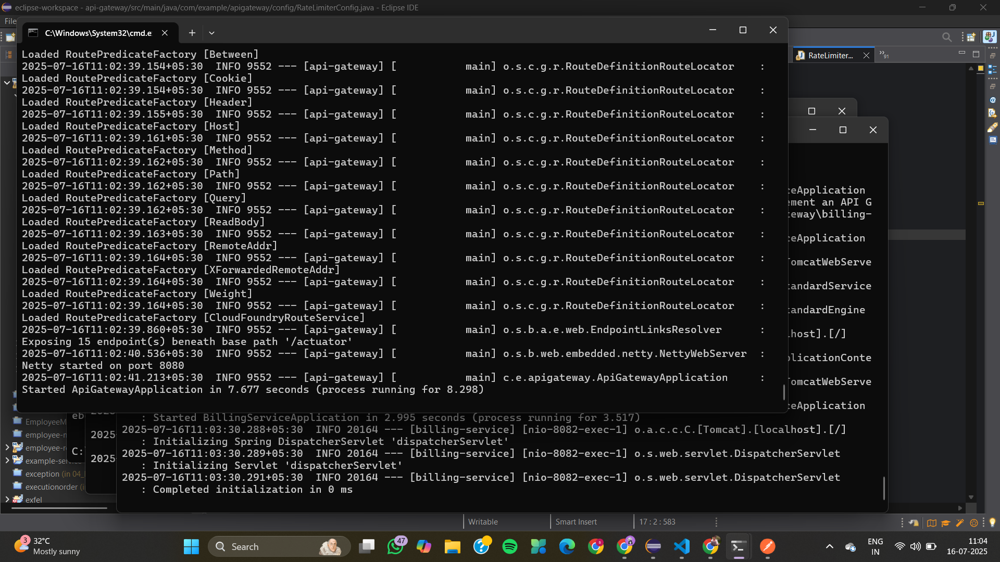 eclipse-workspace - api-gateway/src/main/java/com/example/apigateway/config/RateLimiterConfig.java - Eclipse IDE
File
C:\Windows\System32\cmd.e
RateLimiter...
91
Loaded RoutePredicateFactory [Between]
2025-07-16T11:02:39.154+05:30  INFO 9552 --- [api-gateway] [           main] o.s.c.g.r.RouteDefinitionRouteLocator    :
Loaded RoutePredicateFactory [Cookie]
2025-07-16T11:02:39.154+05:30  INFO 9552 --- [api-gateway] [           main] o.s.c.g.r.RouteDefinitionRouteLocator    :
Loaded RoutePredicateFactory [Header]
2025-07-16T11:02:39.155+05:30  INFO 9552 --- [api-gateway] [           main] o.s.c.g.r.RouteDefinitionRouteLocator    :
Loaded RoutePredicateFactory [Host]
2025-07-16T11:02:39.161+05:30  INFO 9552 --- [api-gateway] [           main] o.s.c.g.r.RouteDefinitionRouteLocator    :
Loaded RoutePredicateFactory [Method]
2025-07-16T11:02:39.162+05:30  INFO 9552 --- [api-gateway] [           main] o.s.c.g.r.RouteDefinitionRouteLocator    :
Loaded RoutePredicateFactory [Path]
2025-07-16T11:02:39.162+05:30  INFO 9552 --- [api-gateway] [           main] o.s.c.g.r.RouteDefinitionRouteLocator    :
Loaded RoutePredicateFactory [Query]
2025-07-16T11:02:39.162+05:30  INFO 9552 --- [api-gateway] [           main] o.s.c.g.r.RouteDefinitionRouteLocator    :
Loaded RoutePredicateFactory [ReadBody]
2025-07-16T11:02:39.163+05:30  INFO 9552 --- [api-gateway] [           main] o.s.c.g.r.RouteDefinitionRouteLocator    :
Loaded RoutePredicateFactory [RemoteAddr]
2025-07-16T11:02:39.164+05:30  INFO 9552 --- [api-gateway] [           main] o.s.c.g.r.RouteDefinitionRouteLocator    :
Loaded RoutePredicateFactory [XForwardedRemoteAddr]
2025-07-16T11:02:39.164+05:30  INFO 9552 --- [api-gateway] [           main] o.s.c.g.r.RouteDefinitionRouteLocator    :
Loaded RoutePredicateFactory [Weight]
2025-07-16T11:02:39.164+05:30  INFO 9552 --- [api-gateway] [           main] o.s.c.g.r.RouteDefinitionRouteLocator    :
Loaded RoutePredicateFactory [CloudFoundryRouteService]
2025-07-16T11:02:39.860+05:30  INFO 9552 --- [api-gateway] [           main] o.s.b.a.e.web.EndpointLinksResolver      :
Exposing 15 endpoint(s) beneath base path '/actuator'
2025-07-16T11:02:40.536+05:30  INFO 9552 --- [api-gateway] [           main] o.s.b.web.embedded.netty.NettyWebServer  :
Netty started on port 8080
2025-07-16T11:02:41.213+05:30  INFO 9552 --- [api-gateway] [           main] c.e.apigateway.ApiGatewayApplication     :
Started ApiGatewayApplication in 7.677 seconds (process running for 8.298)
ceApplication
ement an API G
teway\billing-
ceApplication
TomcatWebServe
tandardService
tandardEngine
lhost].[/]
plicationConte
TomcatWebServe
ceApplication
: Started BillingServiceApplication in 2.995 seconds (process running for 3.517)
2025-07-16T11:03:30.288+05:30  INFO 20164 --- [billing-service] [nio-8082-exec-1] o.a.c.c.C.[Tomcat].[localhost].[/]
: Initializing Spring DispatcherServlet 'dispatcherServlet'
2025-07-16T11:03:30.289+05:30  INFO 20164 --- [billing-service] [nio-8082-exec-1] o.s.web.servlet.DispatcherServlet
: Initializing Servlet 'dispatcherServlet'
2025-07-16T11:03:30.291+05:30  INFO 20164 --- [billing-service] [nio-8082-exec-1] o.s.web.servlet.DispatcherServlet
: Completed initialization in 0 ms
eb
2025-
C:
2025-
EmployeeM
employee-m
employee-re
example-service
exception (in 04_
executionorder (i
exfel
Writable
Smart Insert
17 : 2 : 583
3
32°C
Mostly sunny
Search
47
ENG
IN
11:04
16-07-2025